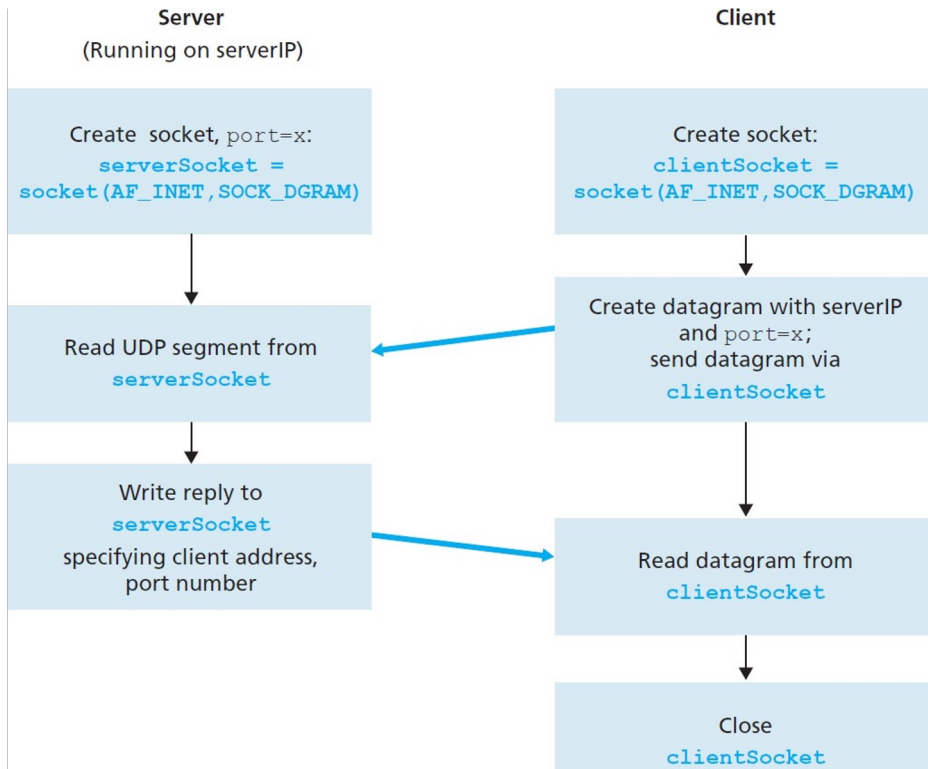 Server
(Running on serverIP)
Create socket, port=x:
serverSocket =
socket(AF_INET,SOCK_DGRAM)
Read UDP segment from
serverSocket
Write reply to
serverSocket
specifying client address,
port number
Client
Create socket:
clientSocket =
socket(AF_INET,SOCK_DGRAM)
Create datagram with serverIP
and port=x;
send datagram via
clientSocket
Read datagram from
clientSocket
Close
clientSocket